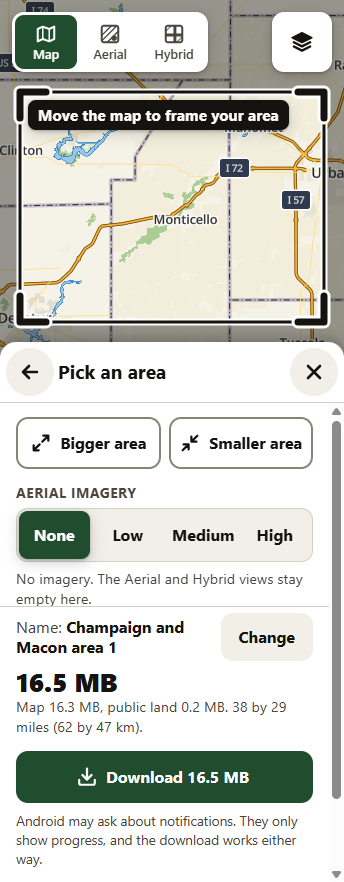 I 74
Map
Aerial
Hybrid
Move the map to frame your area
Clinton
Mahomet
I 72
Urba
I 57
Monticello
De
Tuscola
Pick an area
Bigger area
Smaller area
AERIAL IMAGERY
None
Low
Medium
High
No imagery. The Aerial and Hybrid views stay
empty here.
Name: Champaign and
Macon area 1
Change
16.5 MB
Map 16.3 MB, public land 0.2 MB. 38 by 29
miles (62 by 47 km).
Download 16.5 MB
Android may ask about notifications. They only
show progress, and the download works either
way.